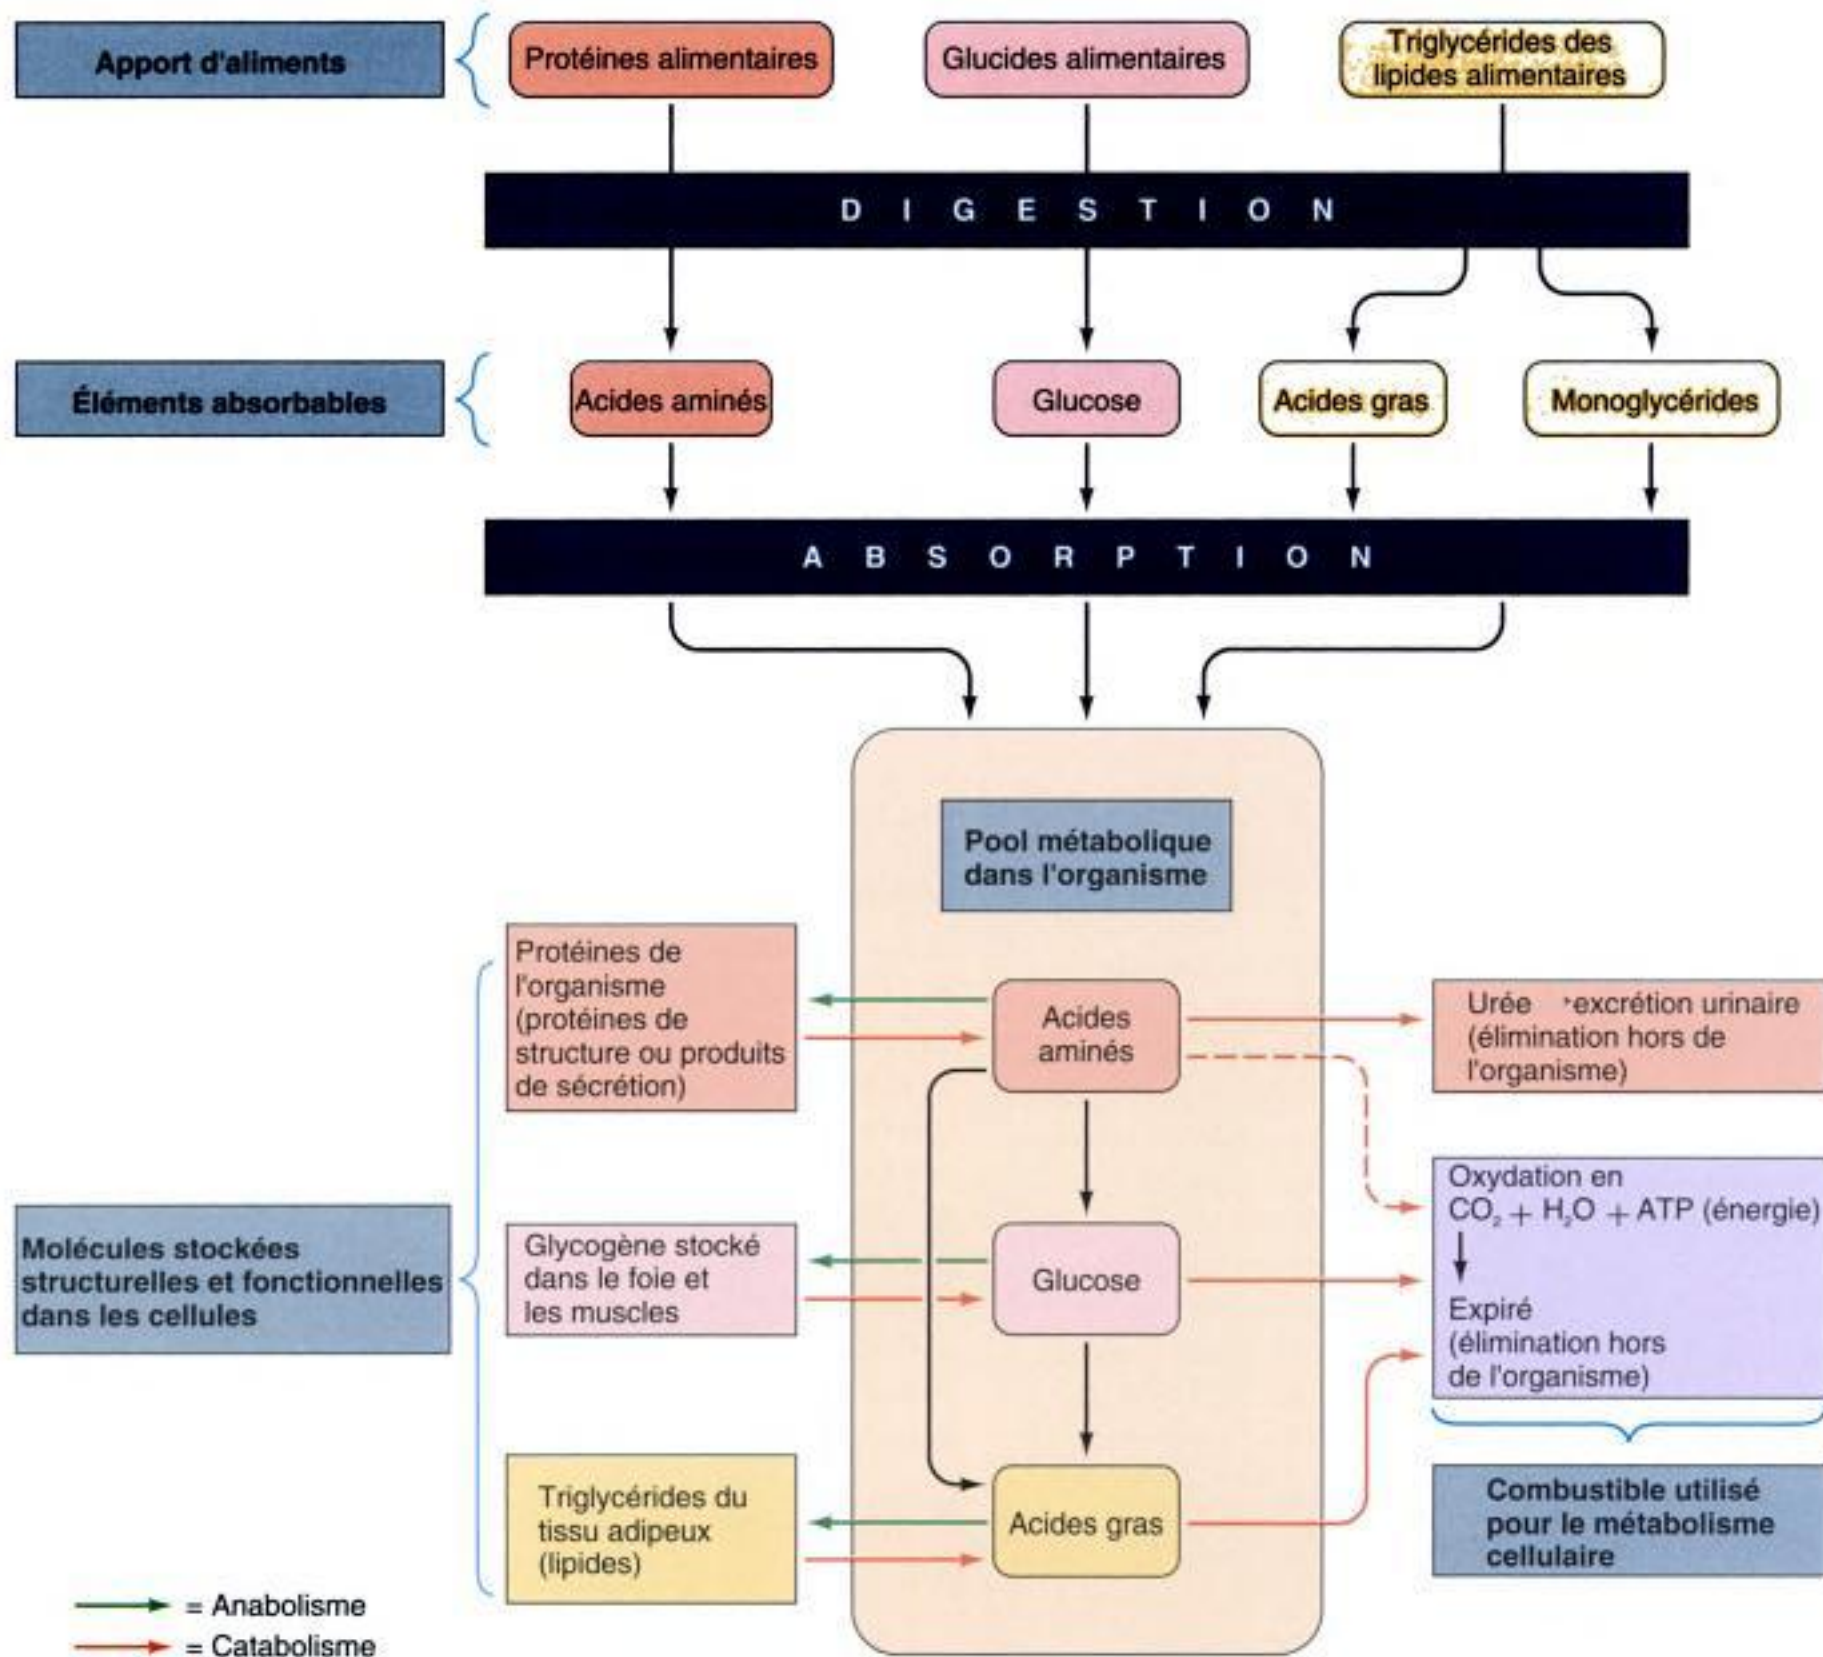 Apport d'aliments
Protéines alimentaires
Glucides alimentaires
Triglycérides des
lipides alimentaires
DIGESTION
Éléments absorbables
Acides aminés
Glucose
Acides gras
Monoglycérides
ABSORPTION
Pool métabolique
dans l'organisme
Protéines de
l'organisme
(protéines de
structure ou produits
de sécrétion)
Acides
aminés
Urée excrétion urinaire
(élimination hors de
l'organisme)
Oxydation en
CO₂ + H₂O + ATP (énergie)
Expiré
(élimination hors
de l'organisme)
Molécules stockées
structurelles et fonctionnelles
dans les cellules
Glycogène stocké
dans le foie et
les muscles
Glucose
Triglycérides du
tissu adipeux
(lipides)
Acides gras
Combustible utilisé
pour le métabolisme
cellulaire
= Anabolisme
= Catabolisme